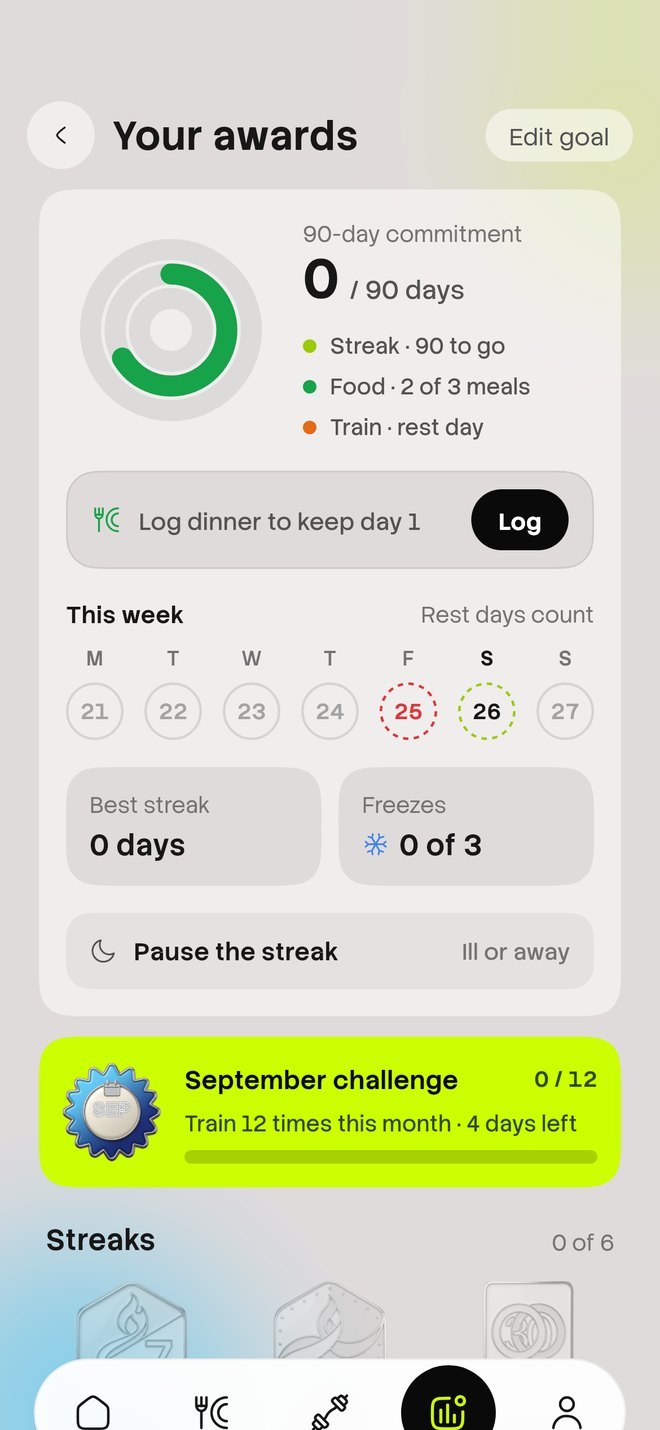 Your awards
Edit goal
90-day commitment
0 / 90 days
Streak · 90 to go
Food · 2 of 3 meals
Train · rest day
Log dinner to keep day 1
Log
This week
Rest days count
M T W T F S S
21 22 23 24 25 26 27
Best streak
0 days
Freezes
0 of 3
Pause the streak
Ill or away
September challenge
0 / 12
SEP
Train 12 times this month · 4 days left
Streaks
0 of 6
7
30